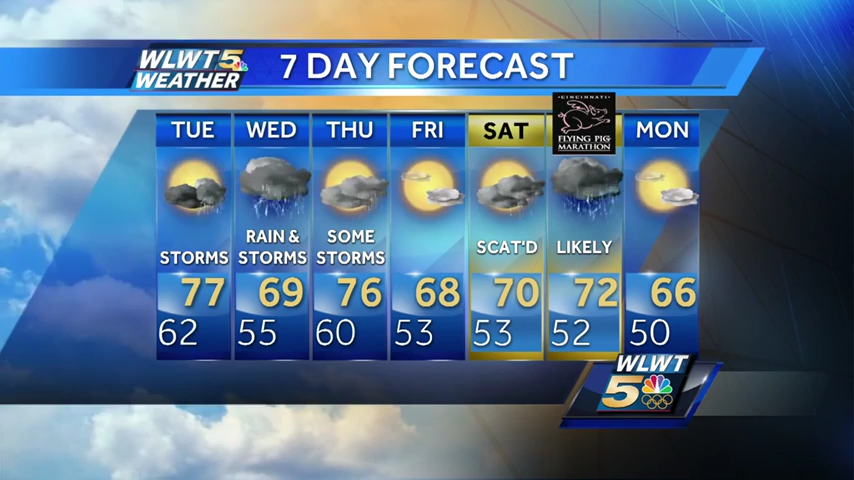 WLWT 5
WEATHER
7 DAY FORECAST
TUE
WED
THU
FRI
SAT
CINCINNATI
FLYING PIG
MARATHON
MON
STORMS
RAIN &
STORMS
SOME
STORMS
SCAT'D
LIKELY
77 69 76 68 70 72 66
62 55 60 53 53 52 50
WLWT
5